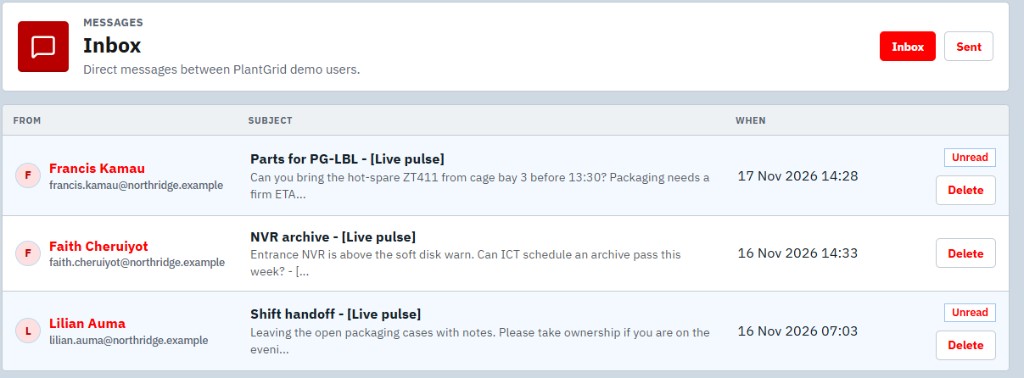 MESSAGES
Inbox
Direct messages between PlantGrid demo users.
Inbox
Sent
FROM
SUBJECT
WHEN
F
Francis Kamau
francis.kamau@northridge.example
Parts for PG-LBL - [Live pulse]
Can you bring the hot-spare ZT411 from cage bay 3 before 13:30? Packaging needs a
firm ETA...
17 Nov 2026 14:28
Unread
Delete
F
Faith Cheruiyot
faith.cheruiyot@northridge.example
NVR archive - [Live pulse]
Entrance NVR is above the soft disk warn. Can ICT schedule an archive pass this
week? - [...
16 Nov 2026 14:33
Delete
L
Lilian Auma
lilian.auma@northridge.example
Shift handoff - [Live pulse]
Leaving the open packaging cases with notes. Please take ownership if you are on the
eveni...
16 Nov 2026 07:03
Unread
Delete